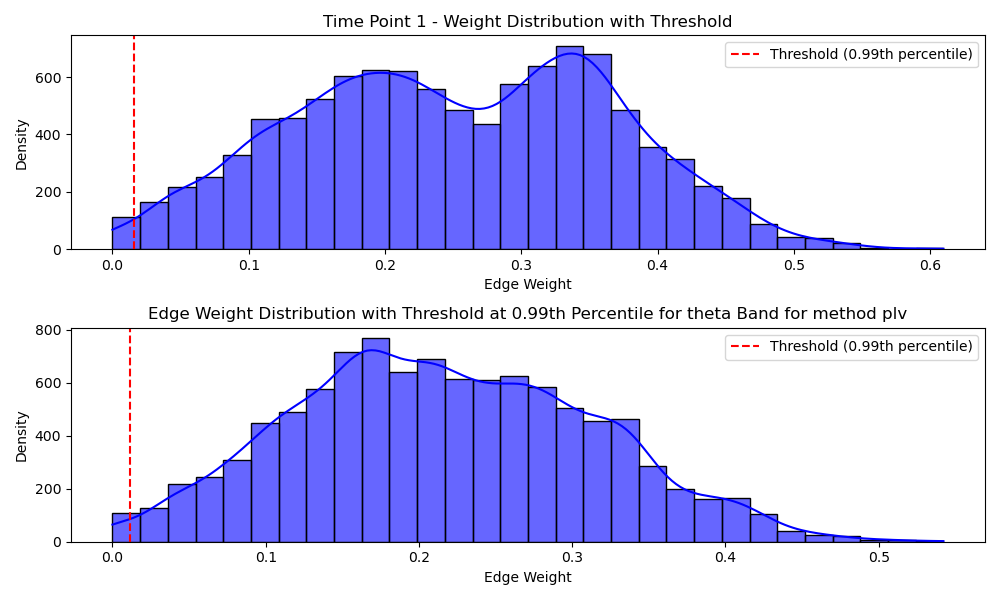 Time Point 1 - Weight Distribution with Threshold
Threshold (0.99th percentile)
Density
600
400
200
0
0.0 0.1 0.2 0.3 0.4 0.5 0.6
Edge Weight
Edge Weight Distribution with Threshold at 0.99th Percentile for theta Band for method plv
Threshold (0.99th percentile)
Density
800
600
400
200
0
0.0 0.1 0.2 0.3 0.4 0.5
Edge Weight